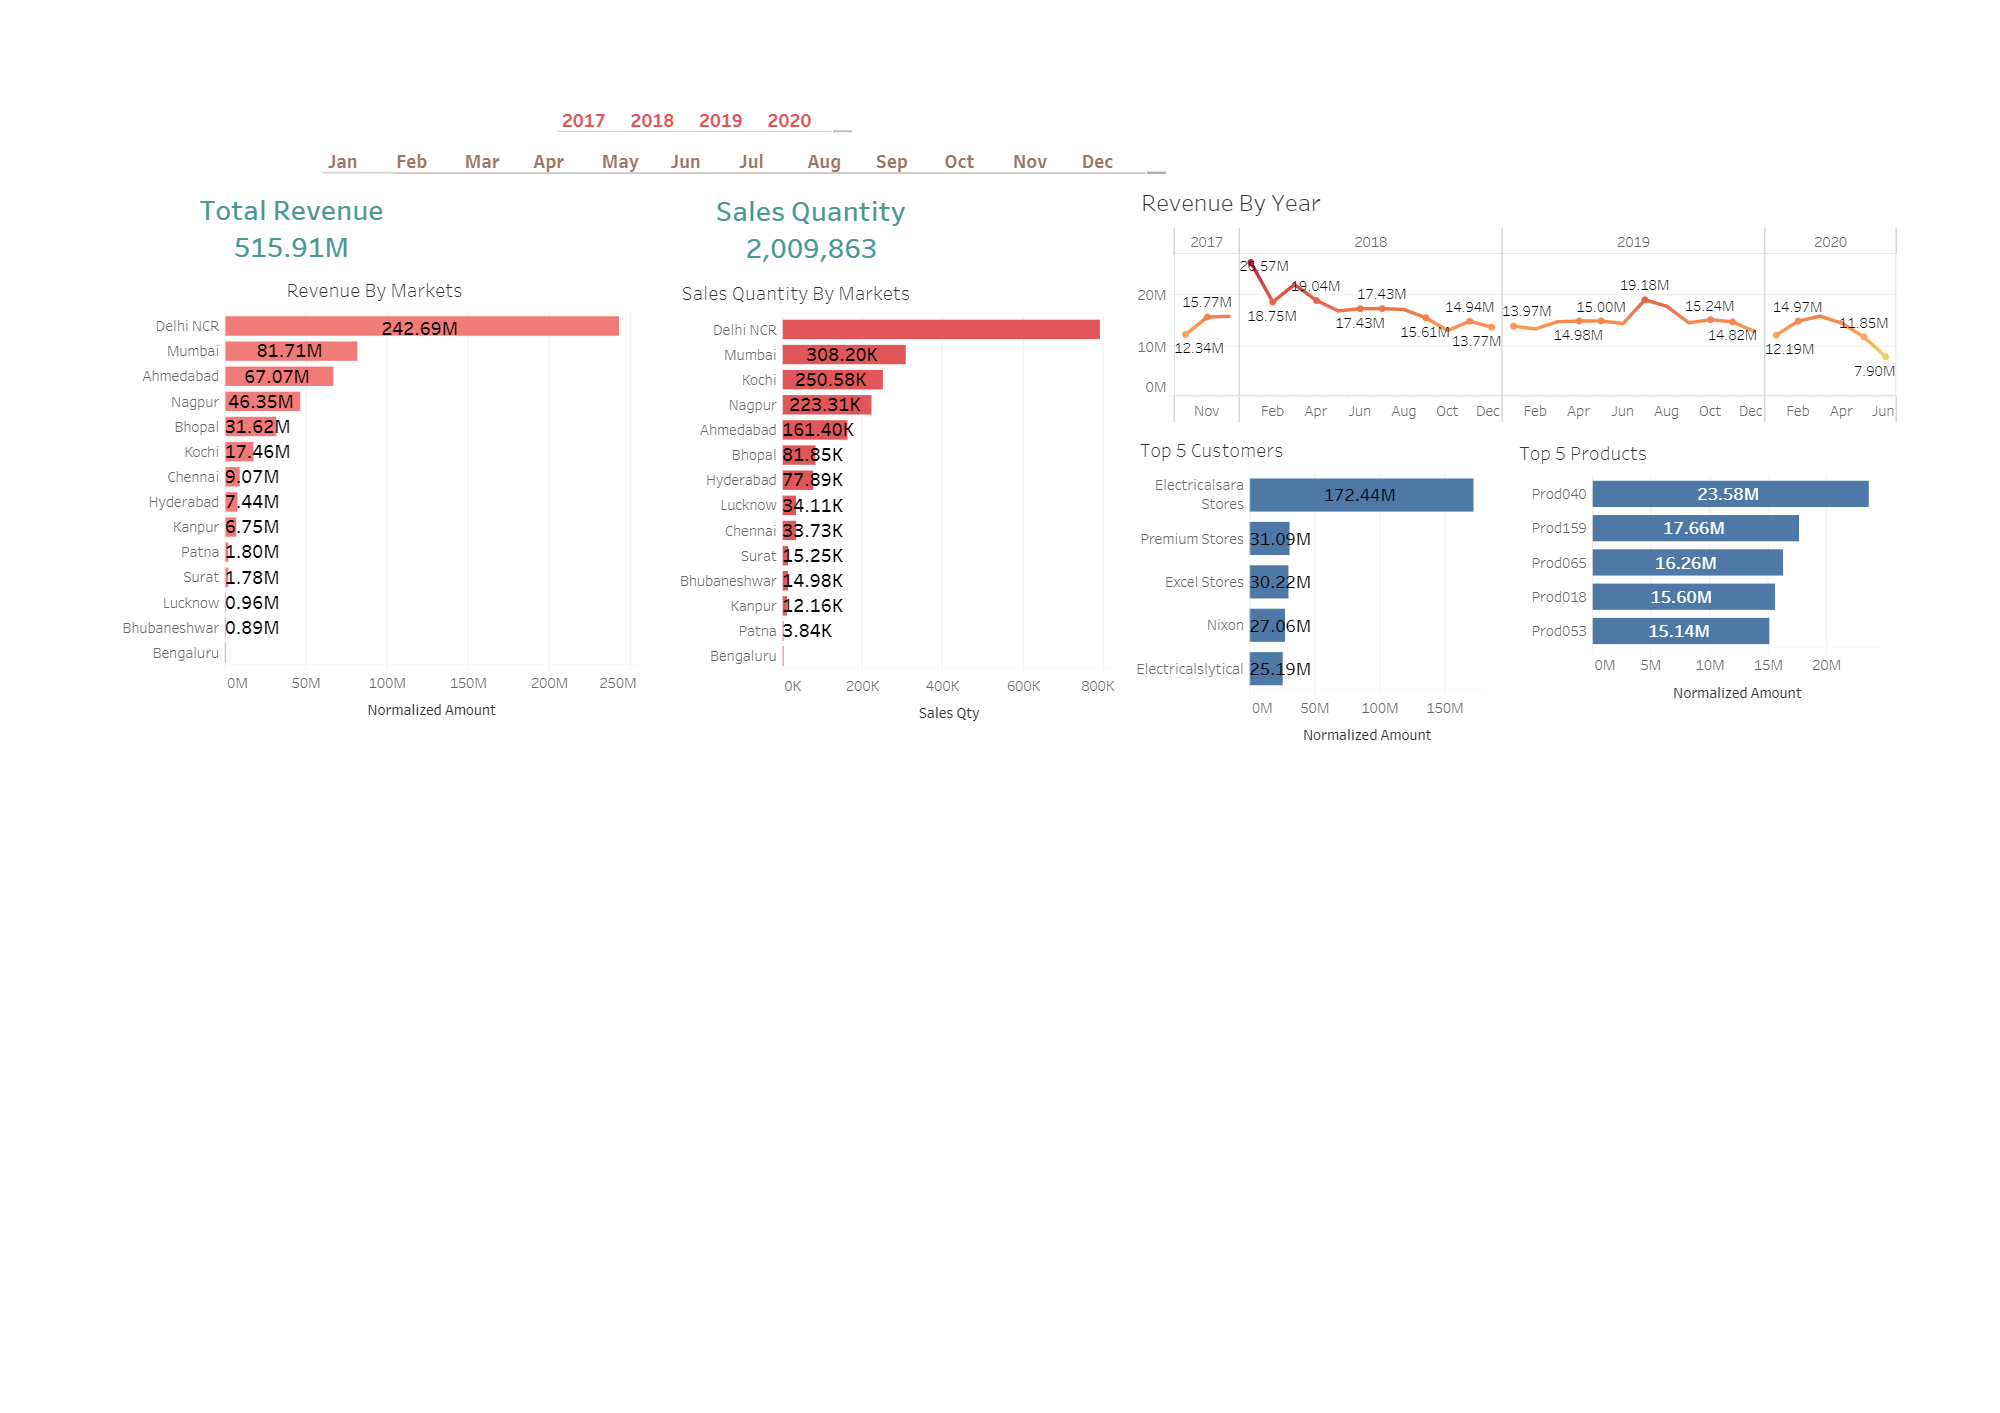 2017 2018 2019 2020
Jan Feb Mar Apr May Jun Jul Aug Sep Oct Nov Dec
Total Revenue
515.91M
Revenue By Markets
Delhi NCR 242.69M
Mumbai 81.71M
Ahmedabad 67.07M
Nagpur 46.35M
Bhopal 31.62M
Kochi 17.46M
Chennai 9.07M
Hyderabad 7.44M
Kanpur 6.75M
Patna 1.80M
Surat 1.78M
Lucknow 0.96M
Bhubaneshwar 0.89M
Bengaluru
0M 50M 100M 150M 200M 250M
Normalized Amount
Sales Quantity
2,009,863
Sales Quantity By Markets
Delhi NCR
Mumbai 308.20K
Kochi 250.58K
Nagpur 223.31K
Ahmedabad 161.40K
Bhopal 81.85K
Hyderabad 77.89K
Lucknow 34.11K
Chennai 33.73K
Surat 15.25K
Bhubaneshwar 14.98K
Kanpur 12.16K
Patna 3.84K
Bengaluru
0K 200K 400K 600K 800K
Sales Qty
Revenue By Year
2017 2018 2019 2020
26.57M
19.18M
19.04M
20M
17.43M
15.77M
14.94M 15.00M 15.24M 14.97M
13.97M
18.75M
17.43M 11.85M
15.61M
14.98M 14.82M
13.77M
10M
12.34M 12.19M
7.90M
0M
Nov Feb Apr Jun Aug Oct Dec Feb Apr Jun Aug Oct Dec Feb Apr Jun
Top 5 Customers
Electricalsara
Stores 172.44M
Premium Stores 31.09M
Excel Stores 30.22M
Nixon 27.06M
Electricalslytical 25.19M
0M 50M 100M 150M
Normalized Amount
Top 5 Products
Prod040 23.58M
Prod159 17.66M
Prod065 16.26M
Prod018 15.60M
Prod053 15.14M
0M 5M 10M 15M 20M
Normalized Amount